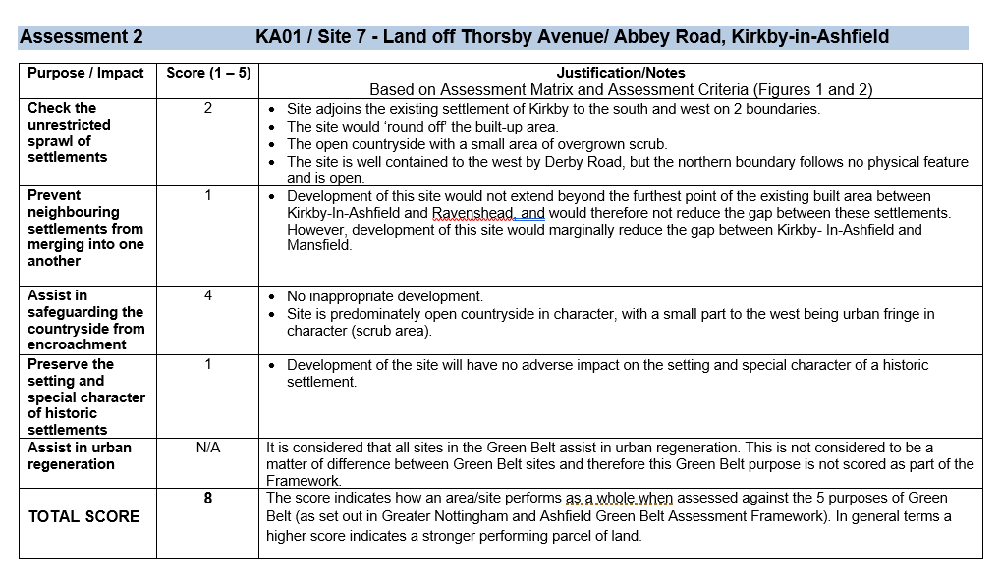 Assessment 2 KA01 / Site 7 - Land off Thorsby Avenue/ Abbey Road, Kirkby-in-Ashfield
Purpose / Impact
Score (1 – 5)
Justification/Notes
Based on Assessment Matrix and Assessment Criteria (Figures 1 and 2)
Check the
unrestricted
sprawl of
settlements
2
• Site adjoins the existing settlement of Kirkby to the south and west on 2 boundaries.
• The site would ‘round off’ the built-up area.
• The open countryside with a small area of overgrown scrub.
• The site is well contained to the west by Derby Road, but the northern boundary follows no physical feature
and is open.
Prevent
neighbouring
settlements from
merging into one
another
1
• Development of this site would not extend beyond the furthest point of the existing built area between
Kirkby-In-Ashfield and Ravenshead, and would therefore not reduce the gap between these settlements.
However, development of this site would marginally reduce the gap between Kirkby- In-Ashfield and
Mansfield.
Assist in
safeguarding the
countryside from
encroachment
4
• No inappropriate development.
• Site is predominately open countryside in character, with a small part to the west being urban fringe in
character (scrub area).
Preserve the
setting and
special character
of historic
settlements
1
• Development of the site will have no adverse impact on the setting and special character of a historic
settlement.
Assist in urban
regeneration
N/A
It is considered that all sites in the Green Belt assist in urban regeneration. This is not considered to be a
matter of difference between Green Belt sites and therefore this Green Belt purpose is not scored as part of the
Framework.
TOTAL SCORE
8
The score indicates how an area/site performs as a whole when assessed against the 5 purposes of Green
Belt (as set out in Greater Nottingham and Ashfield Green Belt Assessment Framework). In general terms a
higher score indicates a stronger performing parcel of land.